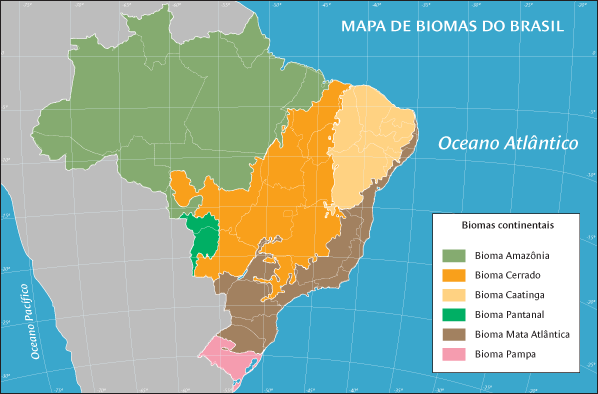 MAPA DE BIOMAS DO BRASIL
Oceano Atlântico
Oceano Pacífico
Biomas continentais
Bioma Amazônia
Bioma Cerrado
Bioma Caatinga
Bioma Pantanal
Bioma Mata Atlântica
Bioma Pampa